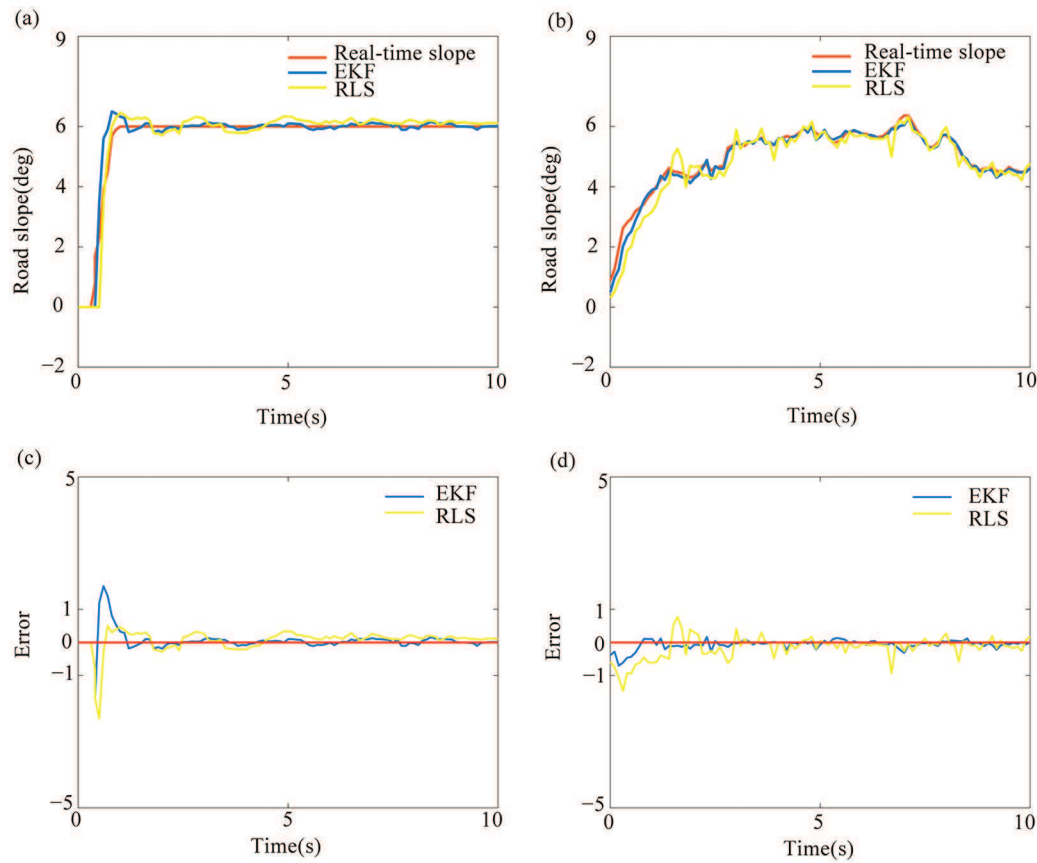 (a)
9
6
4
2
0
−2
Road slope(deg)
Real-time slope
EKF
RLS
0
5
10
Time(s)
(b)
9
6
4
2
0
−2
Road slope(deg)
Real-time slope
EKF
RLS
0
5
10
Time(s)
(c)
5
1
0
−1
−5
Error
EKF
RLS
0
5
10
Time(s)
(d)
5
1
0
−1
−5
Error
EKF
RLS
0
5
10
Time(s)